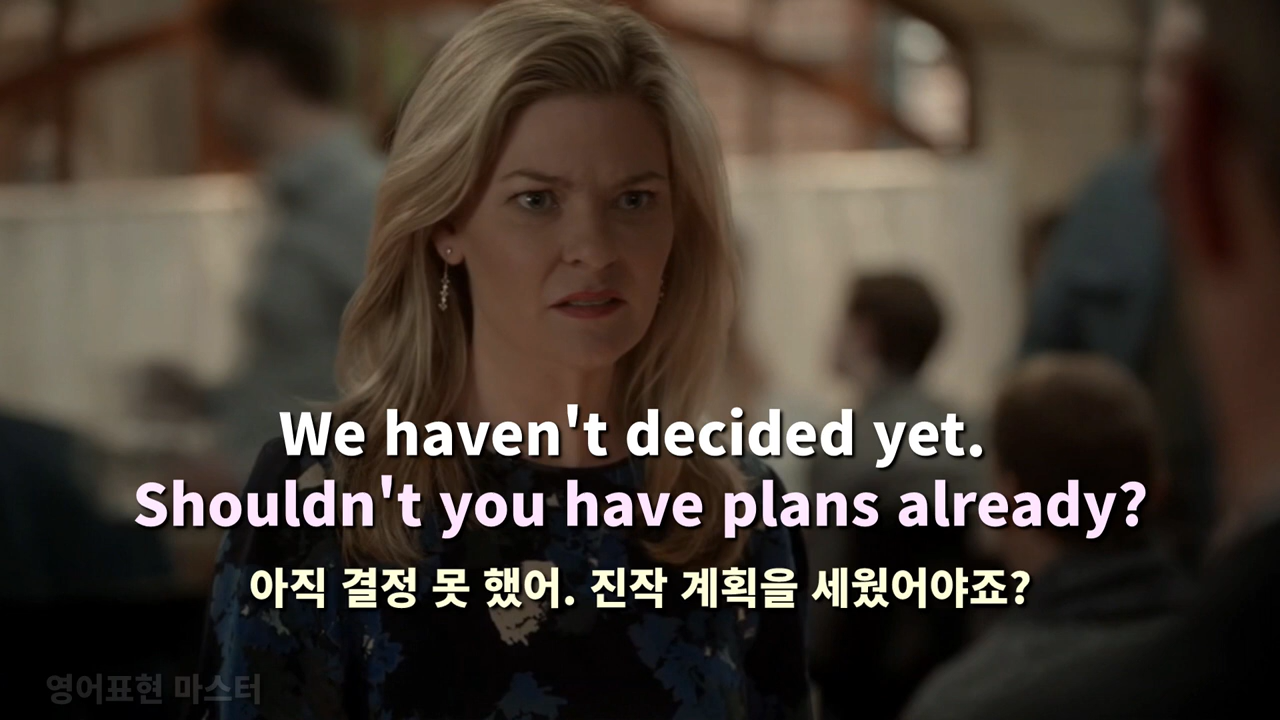 We haven't decided yet.
Shouldn't you have plans already?
아직 결정 못 했어. 진작 계획을 세웠어야죠?
영어표현 마스터